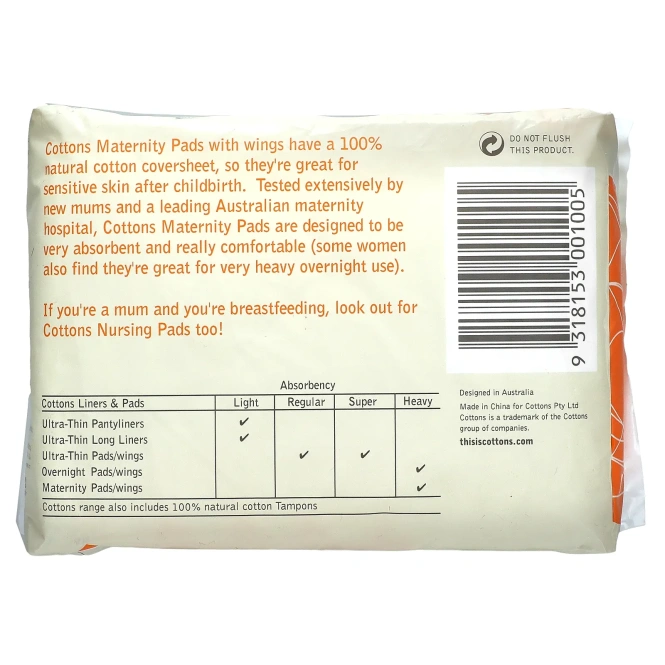 Cottons Maternity Pads with wings have a 100%
natural cotton coversheet, so they're great for
sensitive skin after childbirth. Tested extensively by
new mums and a leading Australian maternity
hospital, Cottons Maternity Pads are designed to be
very absorbent and really comfortable (some women
also find they're great for very heavy overnight use).
If you're a mum and you're breastfeeding, look out for
Cottons Nursing Pads too!
DO NOT FLUSH
THIS PRODUCT.
9 318153 001005
Absorbency
Cottons Liners & Pads Light Regular Super Heavy
Ultra-Thin Pantyliners ✓
Ultra-Thin Long Liners ✓
Ultra-Thin Pads/wings ✓ ✓
Overnight Pads/wings ✓
Maternity Pads/wings ✓
Cottons range also includes 100% natural cotton Tampons
Designed in Australia
Made in China for Cottons Pty Ltd
Cottons is a trademark of the Cottons
group of companies.
thisiscottons.com